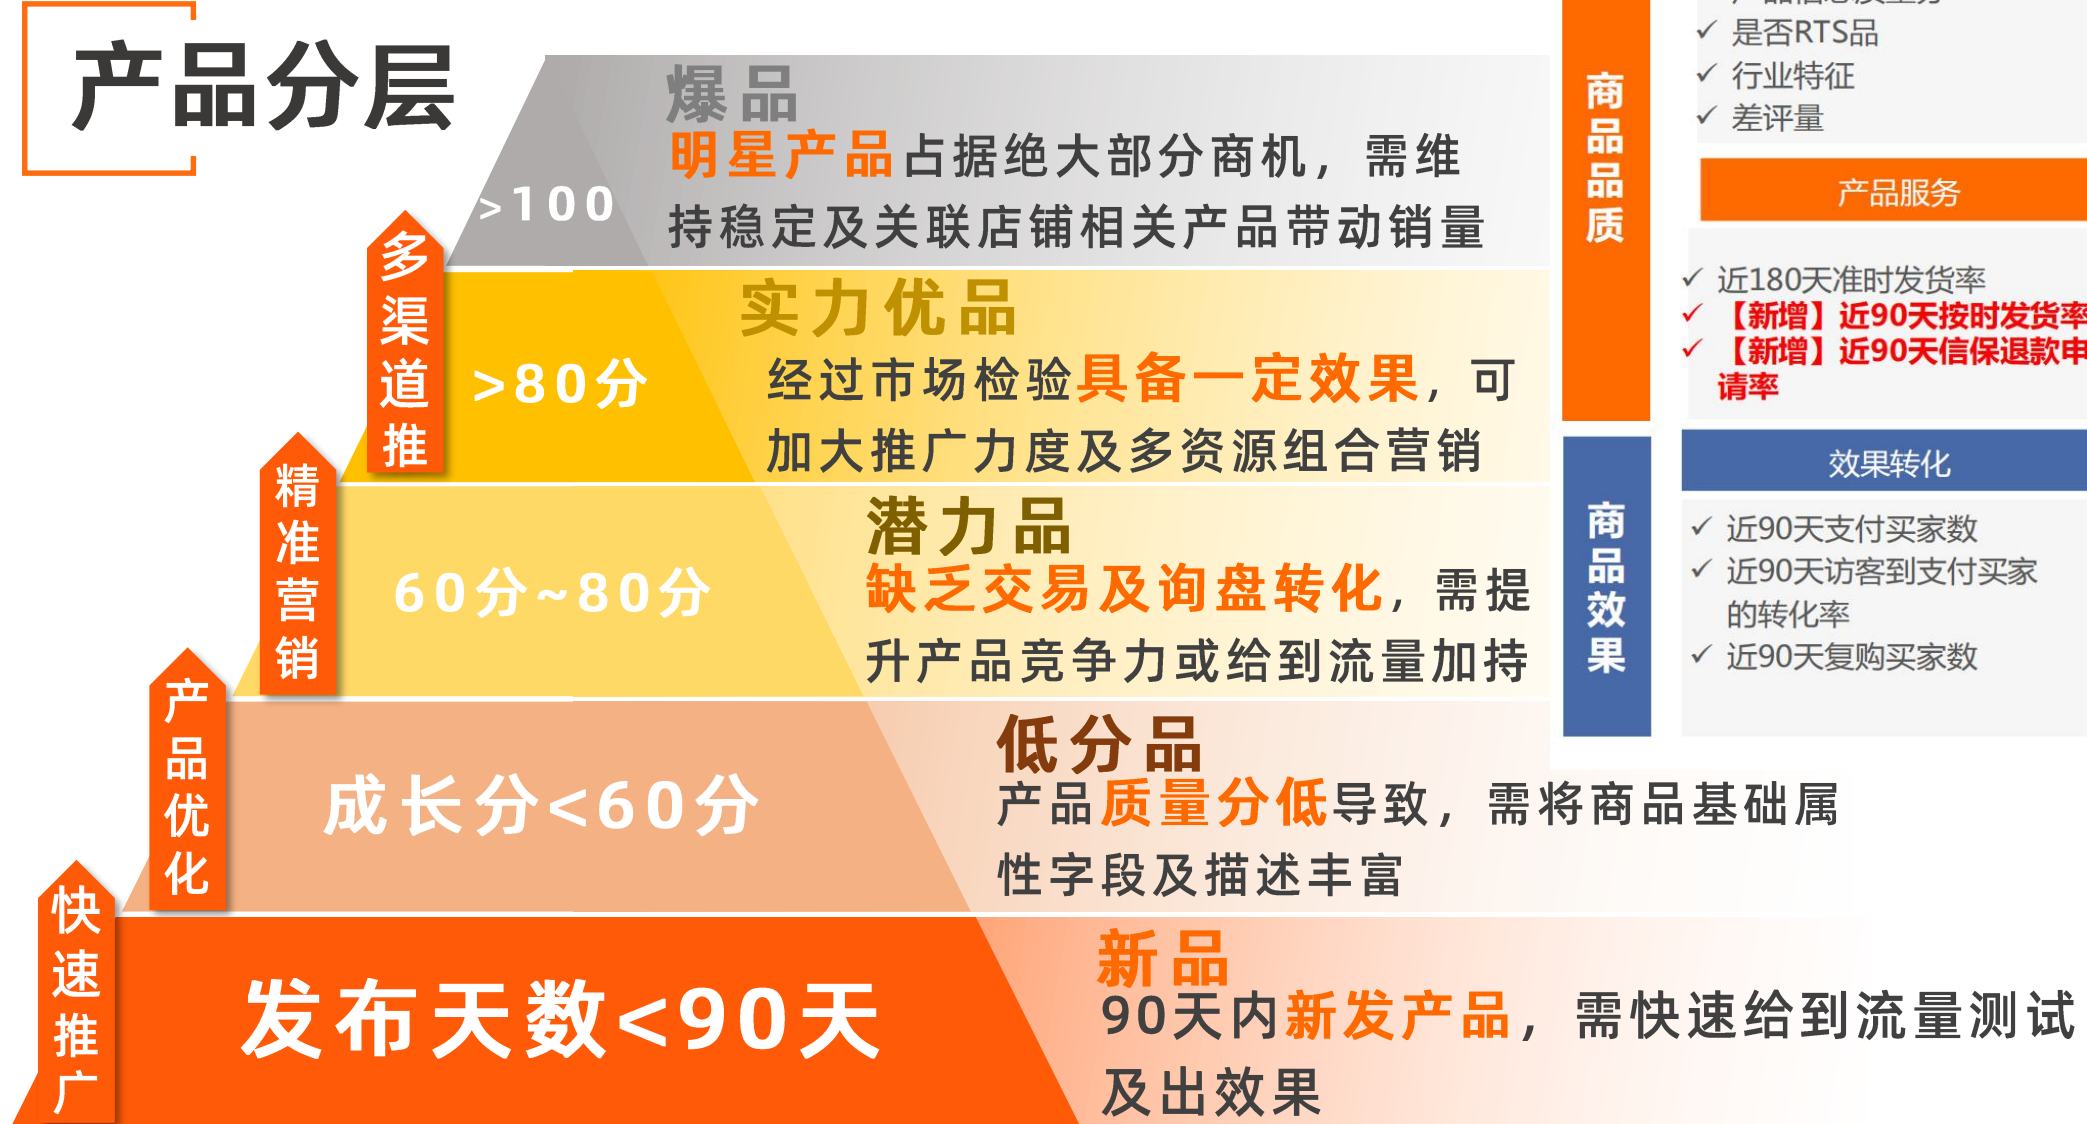 产品分层
爆品
明星产品占据绝大部分商机，需维
持稳定及关联店铺相关产品带动销量
>100
实力优品
经过市场检验具备一定效果，可
加大推广力度及多资源组合营销
>80分
潜力品
缺乏交易及询盘转化，需提
升产品竞争力或给到流量加持
60分~80分
低分品
产品质量分低导致，需将商品基础属
性字段及描述丰富
成长分<60分
新品
90天内新发产品，需快速给到流量测试
及出效果
发布天数<90天
多渠道推
精准营销
产品优化
快速推广
商品品质
✓ 是否RTS品
✓ 行业特征
✓ 差评量
产品服务
✓ 近180天准时发货率
✓ 【新增】近90天按时发货率
✓ 【新增】近90天信保退款申
请率
商品效果
效果转化
✓ 近90天支付买家数
✓ 近90天访客到支付买家
的转化率
✓ 近90天复购买家数